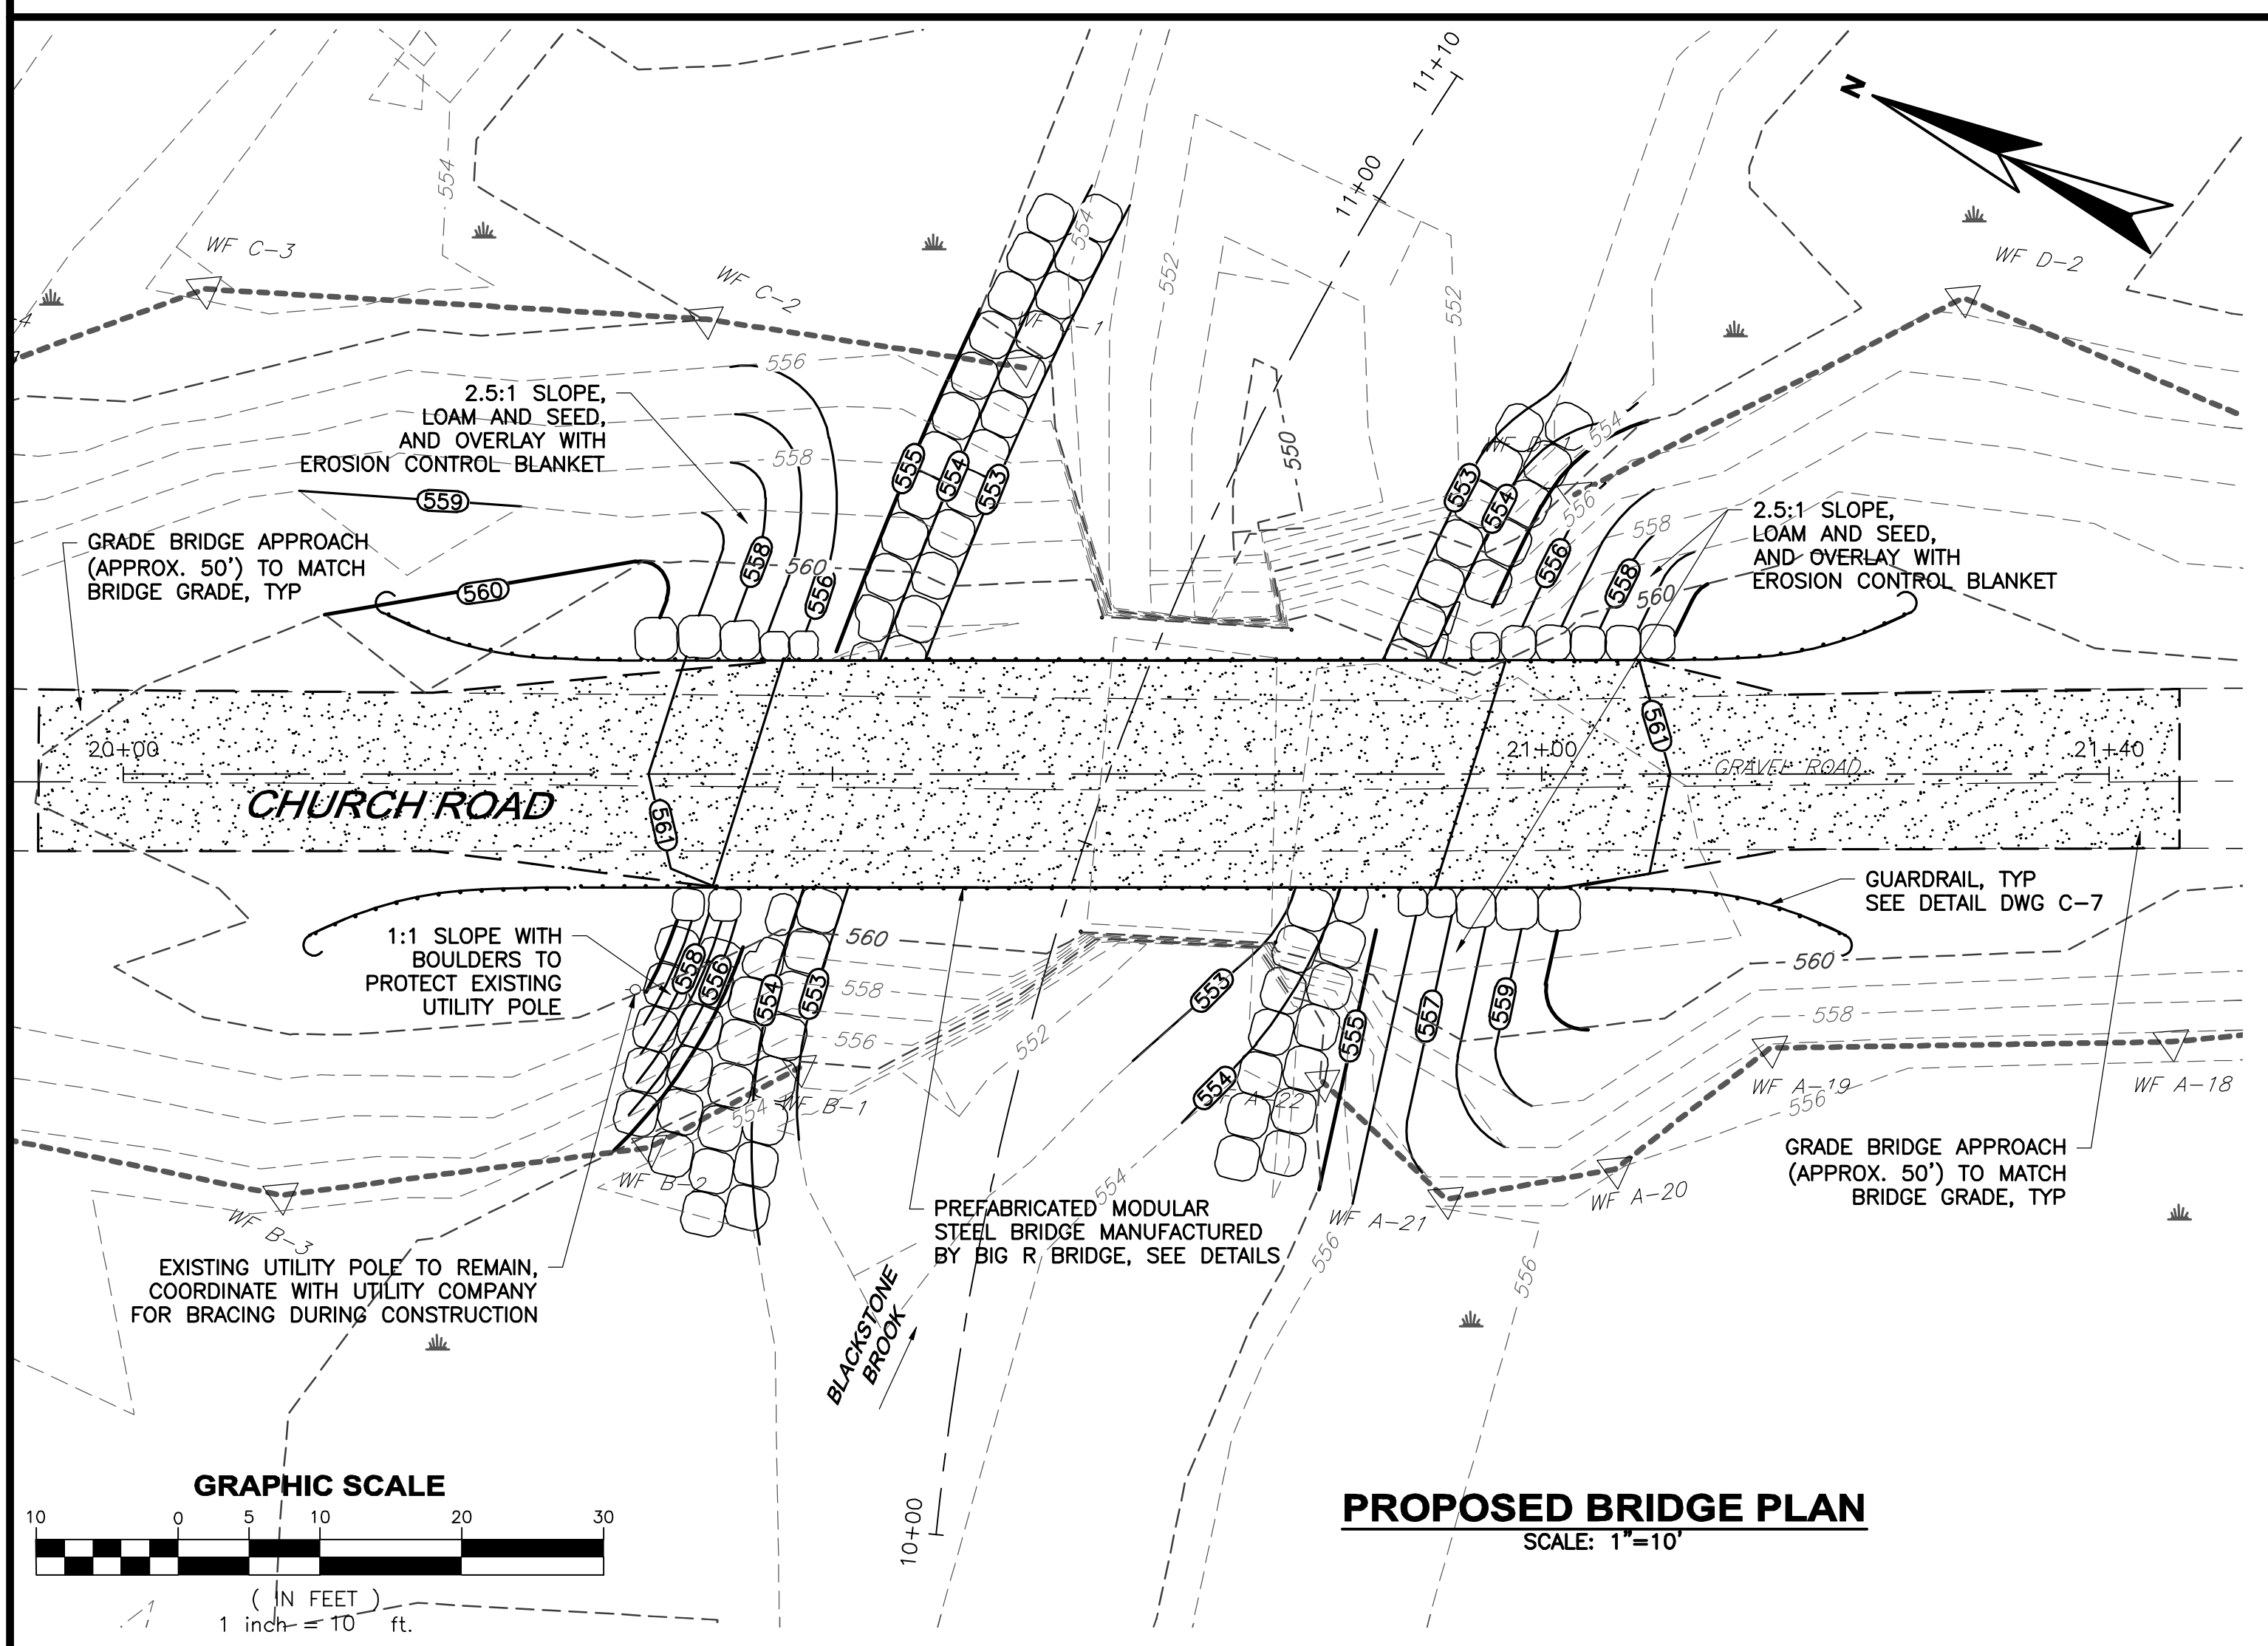 11+10
N
11+00
554
WF C-3
WF C-2
WF D-2
554
552
552
556
2.5:1 SLOPE,
LOAM AND SEED,
AND OVERLAY WITH
EROSION CONTROL BLANKET
558
555
554
553
550
553
554
554
556
558
559
2.5:1 SLOPE,
LOAM AND SEED,
AND OVERLAY WITH
EROSION CONTROL BLANKET
GRADE BRIDGE APPROACH
(APPROX. 50') TO MATCH
BRIDGE GRADE, TYP
558
560
556
560
556
558
560
561
20+00
21+00
21+40
GRAVEL ROAD
CHURCH ROAD
561
GUARDRAIL, TYP
SEE DETAIL DWG C-7
1:1 SLOPE WITH
BOULDERS TO
PROTECT EXISTING
UTILITY POLE
560
558
556
554
553
558
556
553
552
554
555
557
559
560
558
WF A-19
556
WF A-18
554
WF B-1
A-22
WF B-2
WF B-3
554
WF A-21
WF A-20
556
556
GRADE BRIDGE APPROACH
(APPROX. 50') TO MATCH
BRIDGE GRADE, TYP
PREFABRICATED MODULAR
STEEL BRIDGE MANUFACTURED
BY BIG R BRIDGE, SEE DETAILS
EXISTING UTILITY POLE TO REMAIN,
COORDINATE WITH UTILITY COMPANY
FOR BRACING DURING CONSTRUCTION
BLACKSTONE
BROOK
10+00
GRAPHIC SCALE
10 0 5 10 20 30
( IN FEET )
1 inch = 10 ft.
PROPOSED BRIDGE PLAN
SCALE: 1"=10'